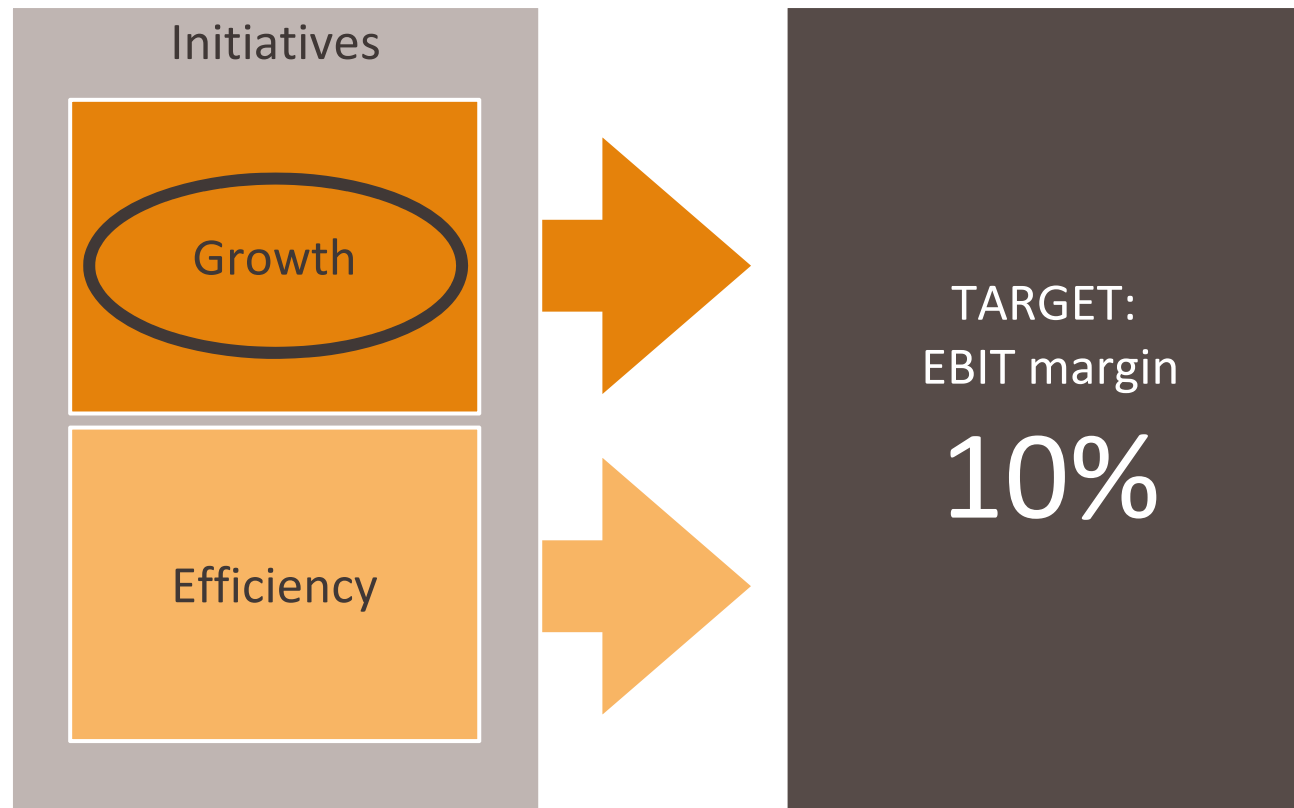 Initiatives
Growth
Efficiency
TARGET:
EBIT margin
10%